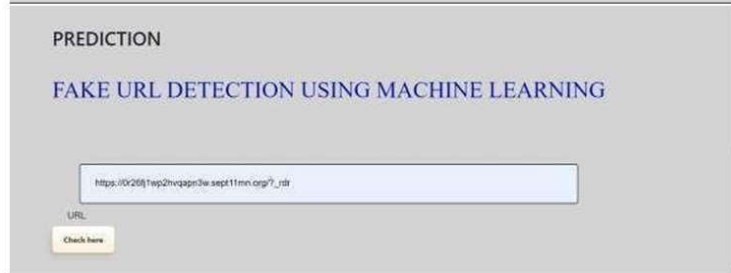 PREDICTION
FAKE URL DETECTION USING MACHINE LEARNING
URL
Check here